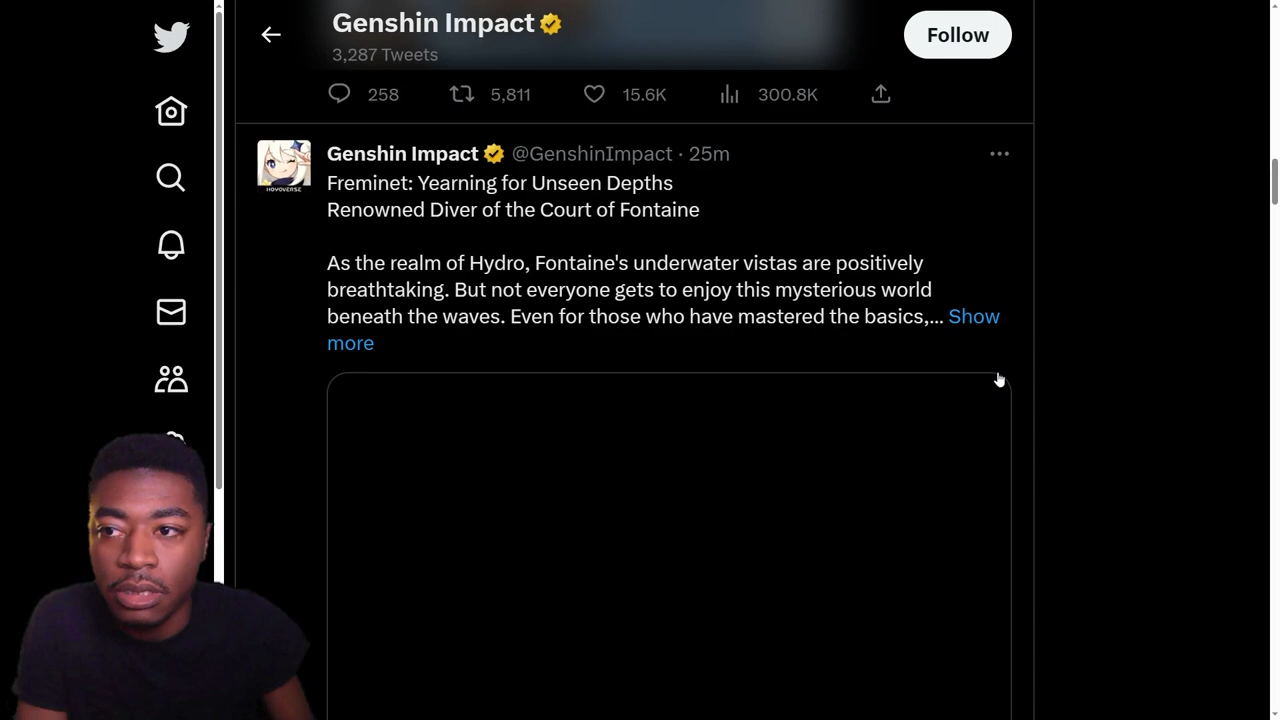 Genshin Impact
3,287 Tweets
Follow
258
5,811
15.6K
300.8K
Genshin Impact @GenshinImpact · 25m
Freminet: Yearning for Unseen Depths
Renowned Diver of the Court of Fontaine
As the realm of Hydro, Fontaine's underwater vistas are positively
breathtaking. But not everyone gets to enjoy this mysterious world
beneath the waves. Even for those who have mastered the basics,... Show
more
HOYOVERSE